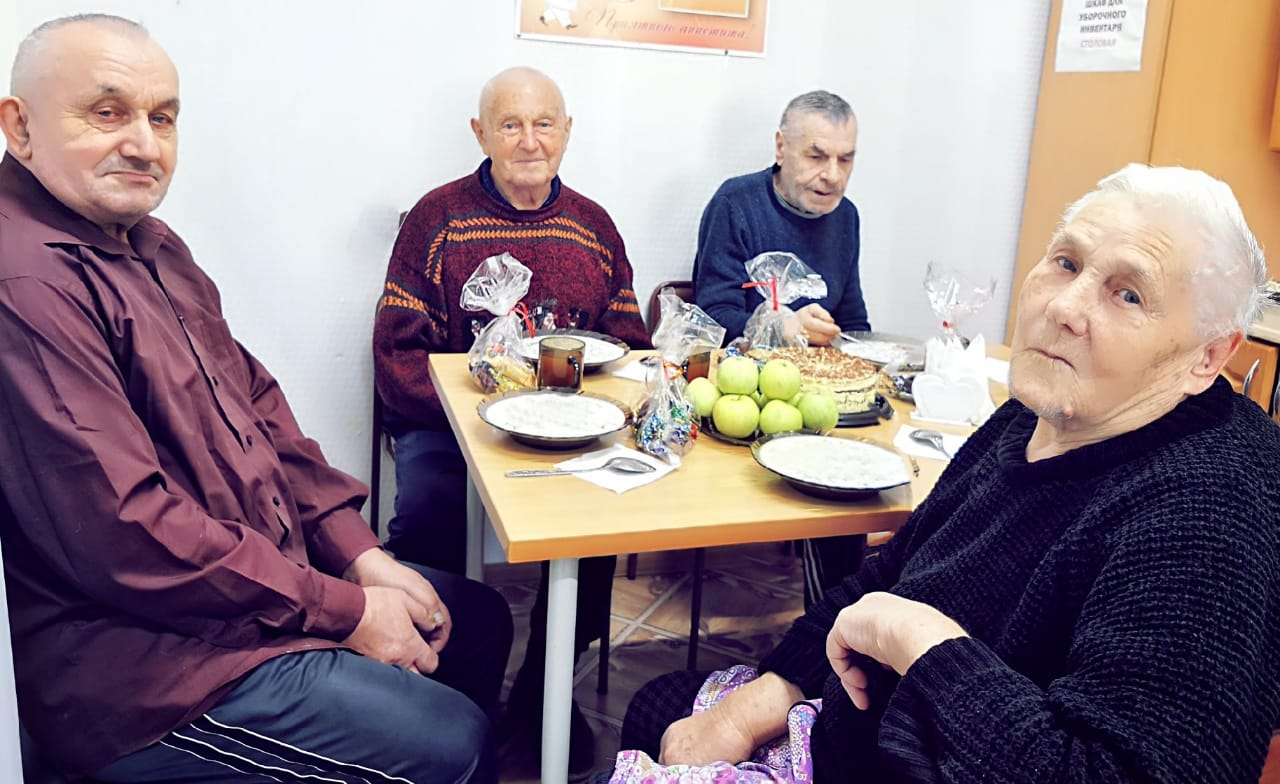 Приятного аппетита.
ШКАФ ДЛЯ
УБОРОЧНОГО
ИНВЕНТАРЯ
СТОЛОВАЯ